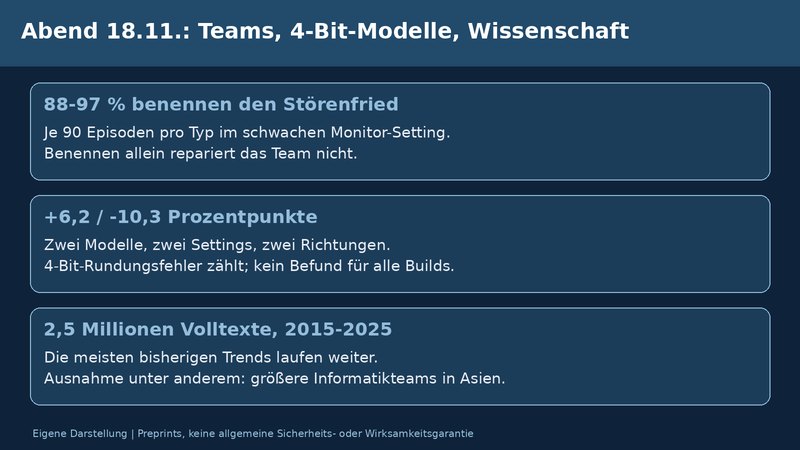 Abend 18.11.: Teams, 4-Bit-Modelle, Wissenschaft
88-97 % benennen den Störenfried
Je 90 Episoden pro Typ im schwachen Monitor-Setting.
Benennen allein repariert das Team nicht.
+6,2 / -10,3 Prozentpunkte
Zwei Modelle, zwei Settings, zwei Richtungen.
4-Bit-Rundungsfehler zählt; kein Befund für alle Builds.
2,5 Millionen Volltexte, 2015-2025
Die meisten bisherigen Trends laufen weiter.
Ausnahme unter anderem: größere Informatikteams in Asien.
Eigene Darstellung | Preprints, keine allgemeine Sicherheits- oder Wirksamkeitsgarantie